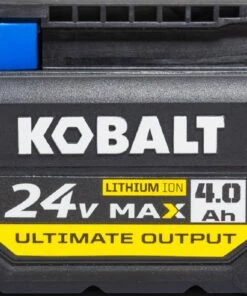 KOBALT
LITHIUM ION
24V MAX 4.0 Ah
ULTIMATE OUTPUT